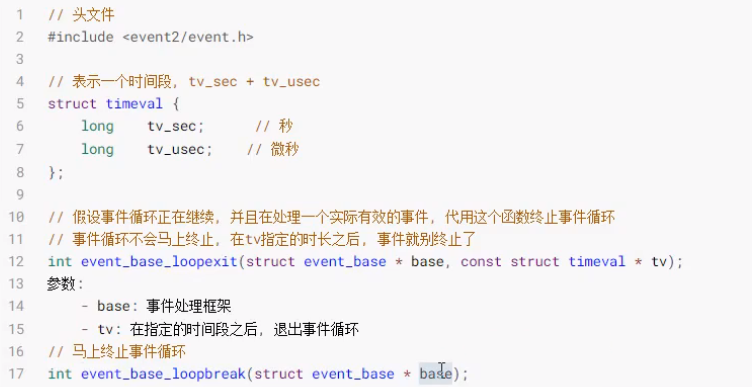 1 // 头文件
2 #include <event2/event.h>
3
4 // 表示一个时间段, tv_sec + tv_usec
5 struct timeval {
6 long tv_sec; // 秒
7 long tv_usec; // 微秒
8 };
9
10 // 假设事件循环正在继续, 并且在处理一个实际有效的事件, 代用这个函数终止事件循环
11 // 事件循环不会马上终止, 在tv指定的时长之后, 事件就别终止了
12 int event_base_loopexit(struct event_base * base, const struct timeval * tv);
13 参数:
14 - base: 事件处理框架
15 - tv: 在指定的时间段之后, 退出事件循环
16 // 马上终止事件循环
17 int event_base_loopbreak(struct event_base * base);